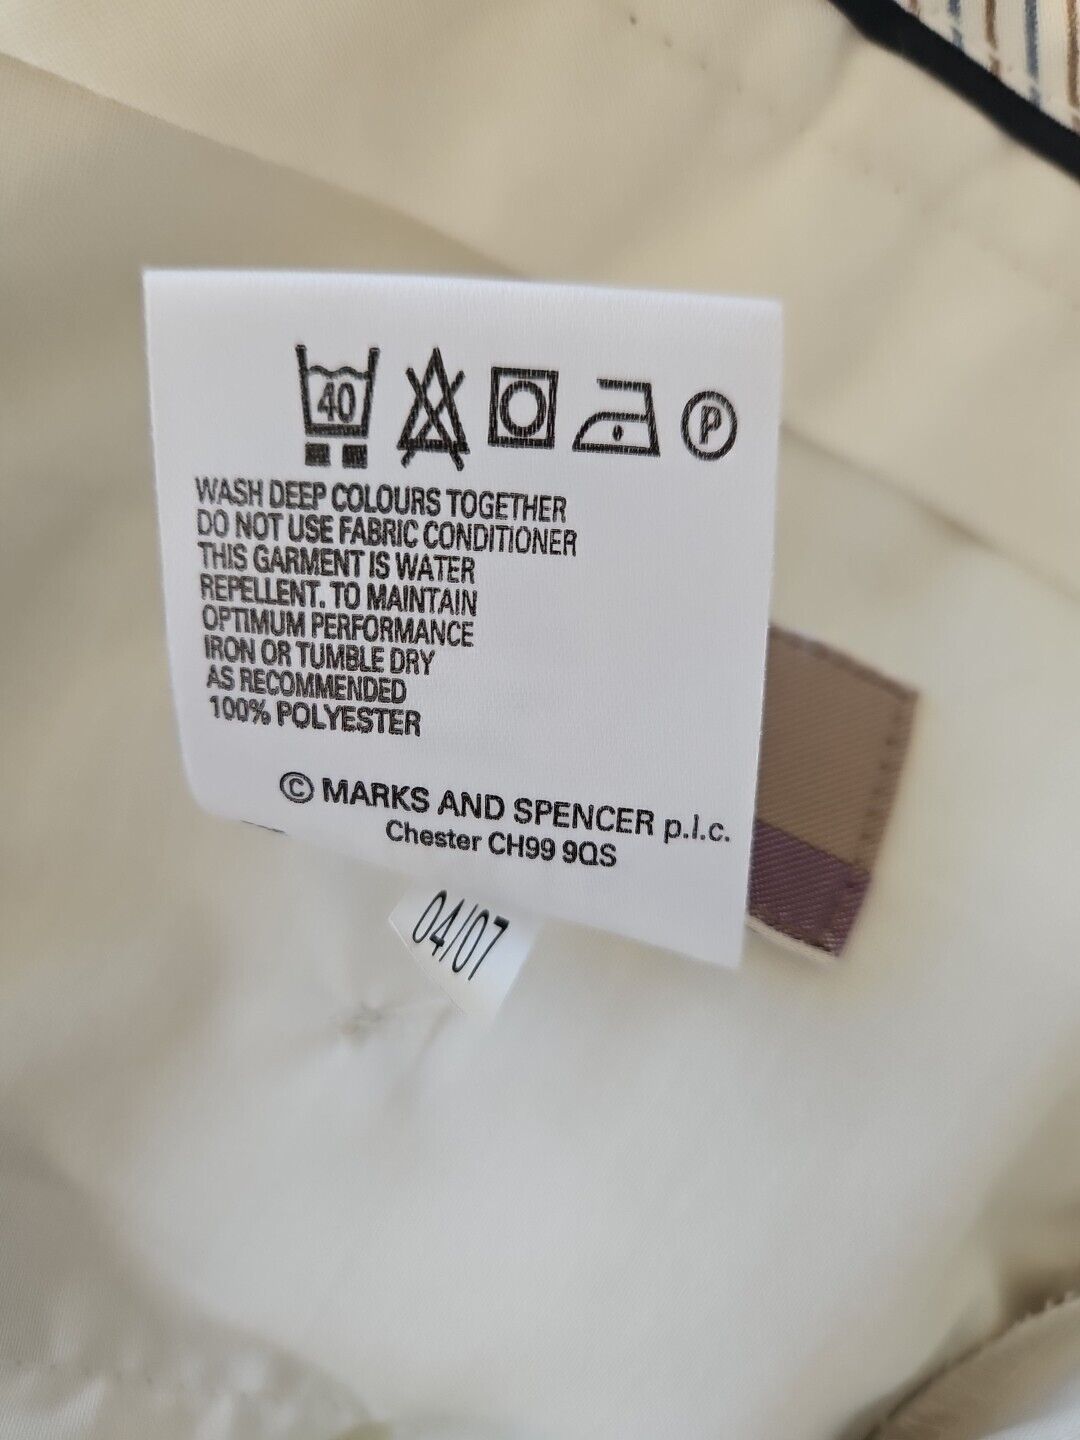 40
P
WASH DEEP COLOURS TOGETHER
DO NOT USE FABRIC CONDITIONER
THIS GARMENT IS WATER
REPELLENT. TO MAINTAIN
OPTIMUM PERFORMANCE
IRON OR TUMBLE DRY
AS RECOMMENDED
100% POLYESTER
© MARKS AND SPENCER p.l.c.
Chester CH99 9QS
04/07